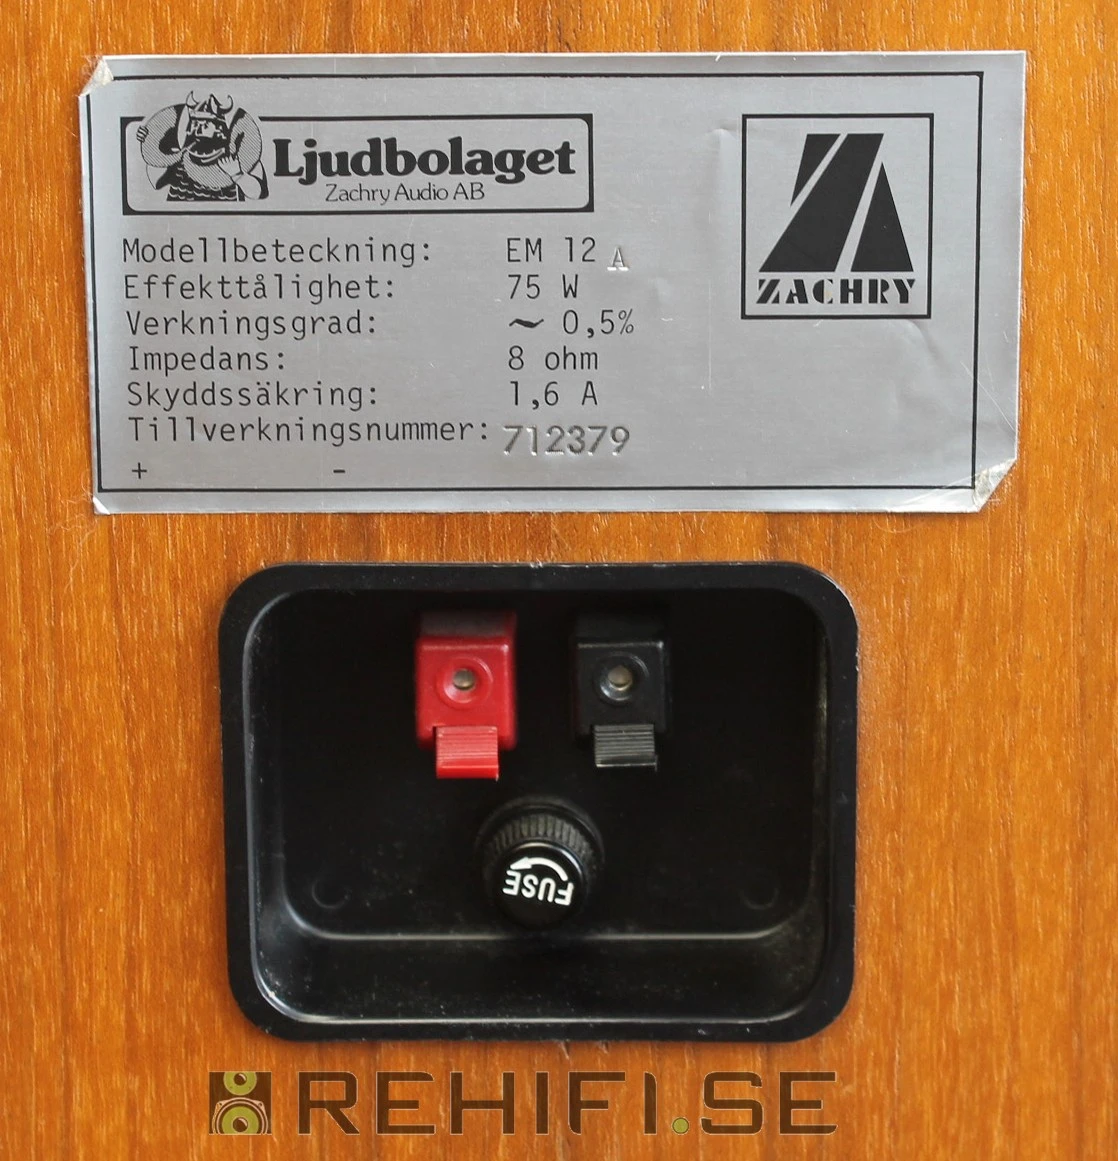 Ljudbolaget
Zachry Audio AB
ZACHRY
Modellbeteckning: EM 12 A
Effekttålighet: 75 W
Verkningsgrad: ~ 0,5%
Impedans: 8 ohm
Skyddssäkring: 1,6 A
Tillverkningsnummer: 712379
+ -
FUSE
REHIFI.SE